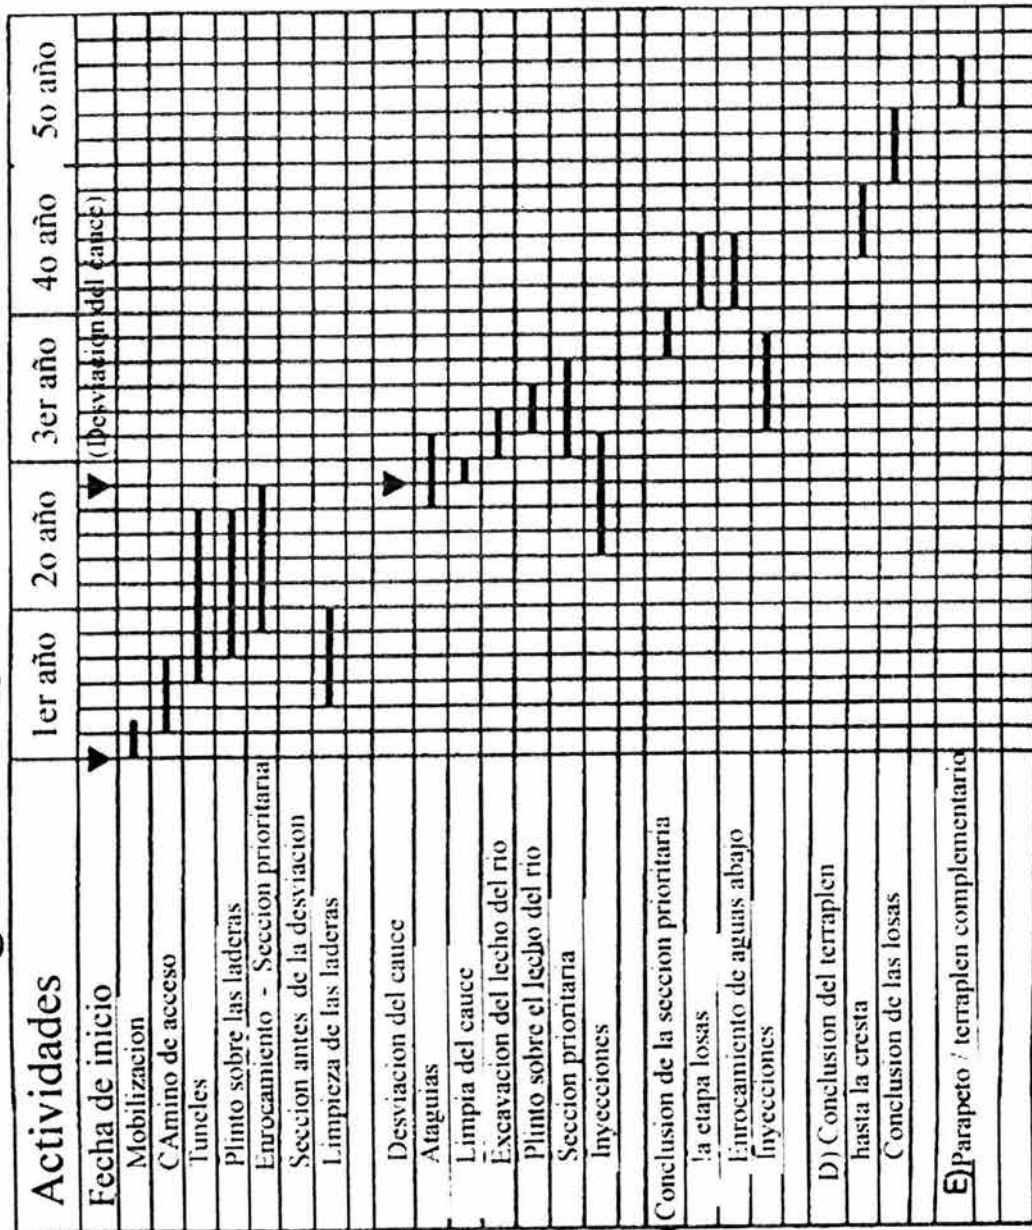 Actividades
1er año
2o año
3er año
4o año
5o año
Fecha de inicio
(Desviacion del cauce)
Mobilizacion
CAmino de acceso
Tuneles
Plinto sobre las laderas
Enrocamiento - Seccion prioritaria
Seccion antes de la desviacion
Limpieza de las laderas
Desviacion del cauce
Ataguias
Limpia del cauce
Excavacion del lecho del rio
Plinto sobre el lecho del rio
Seccion prioritaria
Inyecciones
Conclusion de la seccion prioritaria
1a etapa losas
Enrocamiento de aguas abajo
Inyecciones
D) Conclusion del terraplen
hasta la cresta
Conclusion de las losas
E) Parapeto / terraplen complementario